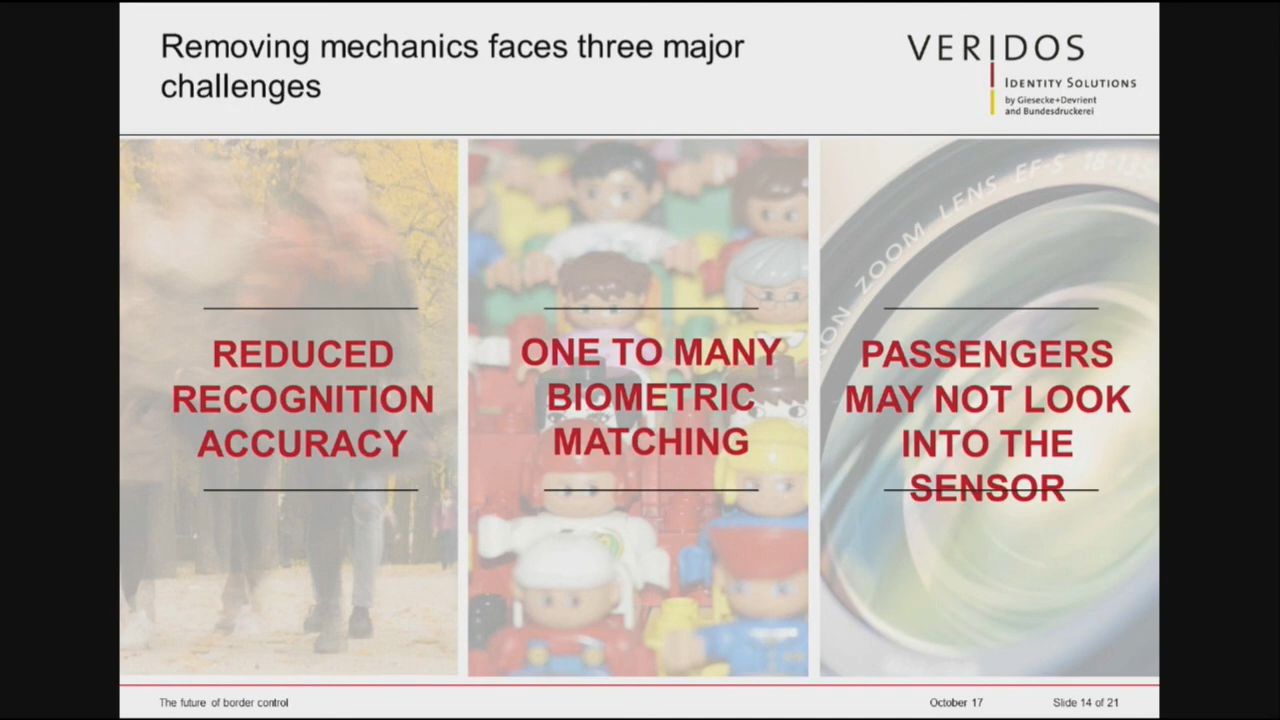 Removing mechanics faces three major
challenges
VERIDOS
IDENTITY SOLUTIONS
by Giesecke+Devrient
and Bundesdruckerei
REDUCED
RECOGNITION
ACCURACY
ONE TO MANY
BIOMETRIC
MATCHING
ZOOM LENS EF-S
PASSENGERS
MAY NOT LOOK
INTO THE
SENSOR
The future of border control
October 17
Slide 14 of 21